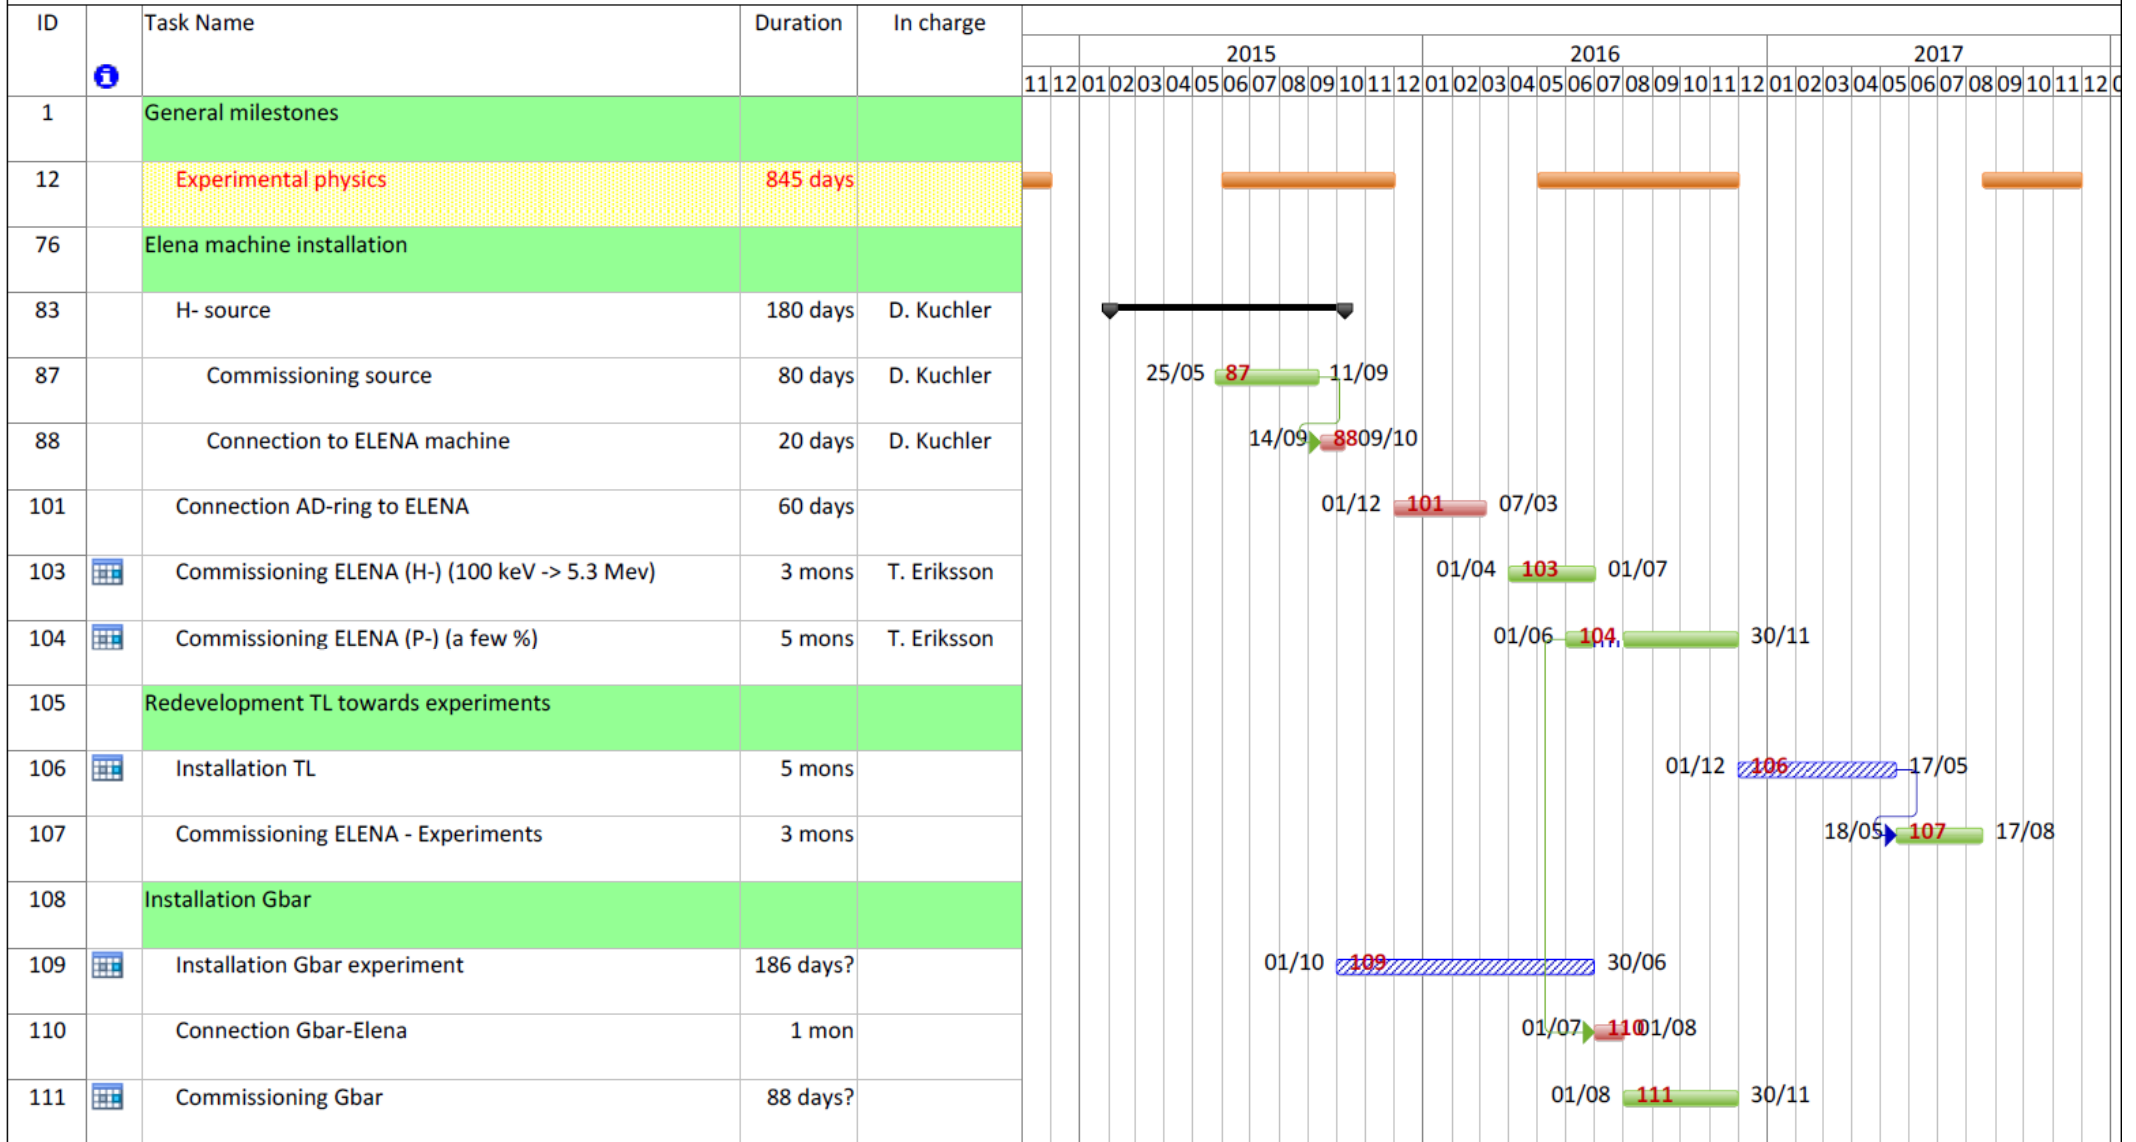 ID Task Name Duration In charge
2015 2016 2017
11 12 01 02 03 04 05 06 07 08 09 10 11 12 01 02 03 04 05 06 07 08 09 10 11 12 01 02 03 04 05 06 07 08 09 10 11 12
1 General milestones
12 Experimental physics 845 days
76 Elena machine installation
83 H- source 180 days D. Kuchler
87 Commissioning source 80 days D. Kuchler 25/05 87 11/09
88 Connection to ELENA machine 20 days D. Kuchler 14/09 88 09/10
101 Connection AD-ring to ELENA 60 days 01/12 101 07/03
103 Commissioning ELENA (H-) (100 keV -> 5.3 Mev) 3 mons T. Eriksson 01/04 103 01/07
104 Commissioning ELENA (P-) (a few %) 5 mons T. Eriksson 01/06 104 30/11
105 Redevelopment TL towards experiments
106 Installation TL 5 mons 01/12 106 17/05
107 Commissioning ELENA - Experiments 3 mons 18/05 107 17/08
108 Installation Gbar
109 Installation Gbar experiment 186 days? 01/10 109 30/06
110 Connection Gbar-Elena 1 mon 01/07 110 01/08
111 Commissioning Gbar 88 days? 01/08 111 30/11